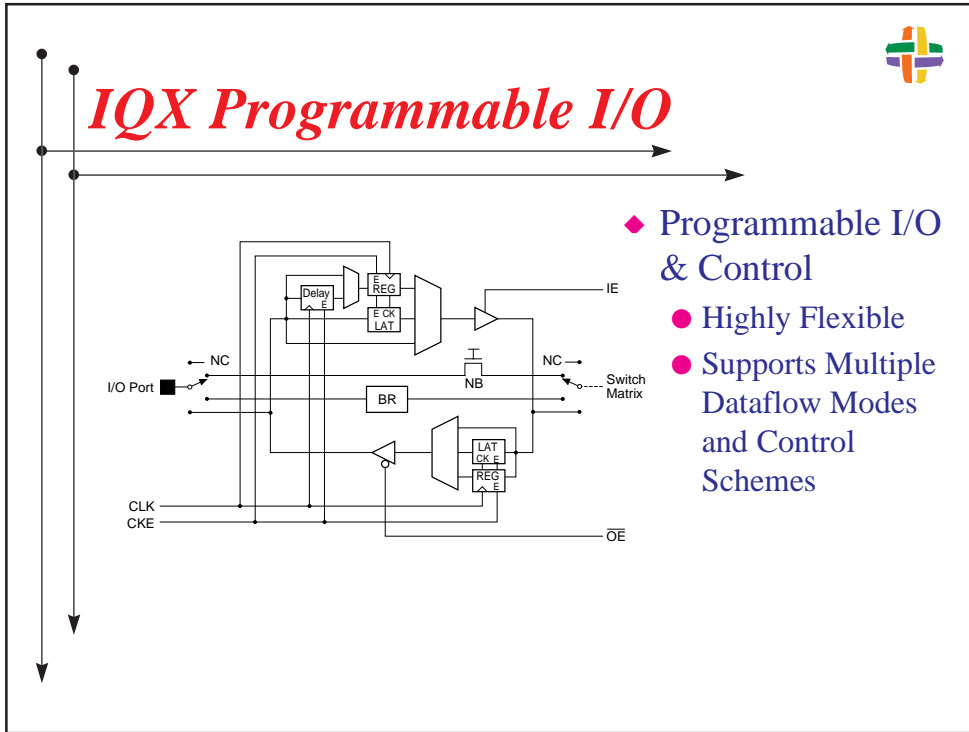 IQX Programmable I/O
Programmable I/O
& Control
Highly Flexible
Supports Multiple
Dataflow Modes
and Control
Schemes
E
REG
Delay
E
E CK
LAT
IE
NC
NC
I/O Port
NB
Switch
Matrix
BR
LAT
CK E
REG
E
CLK
CKE
OE